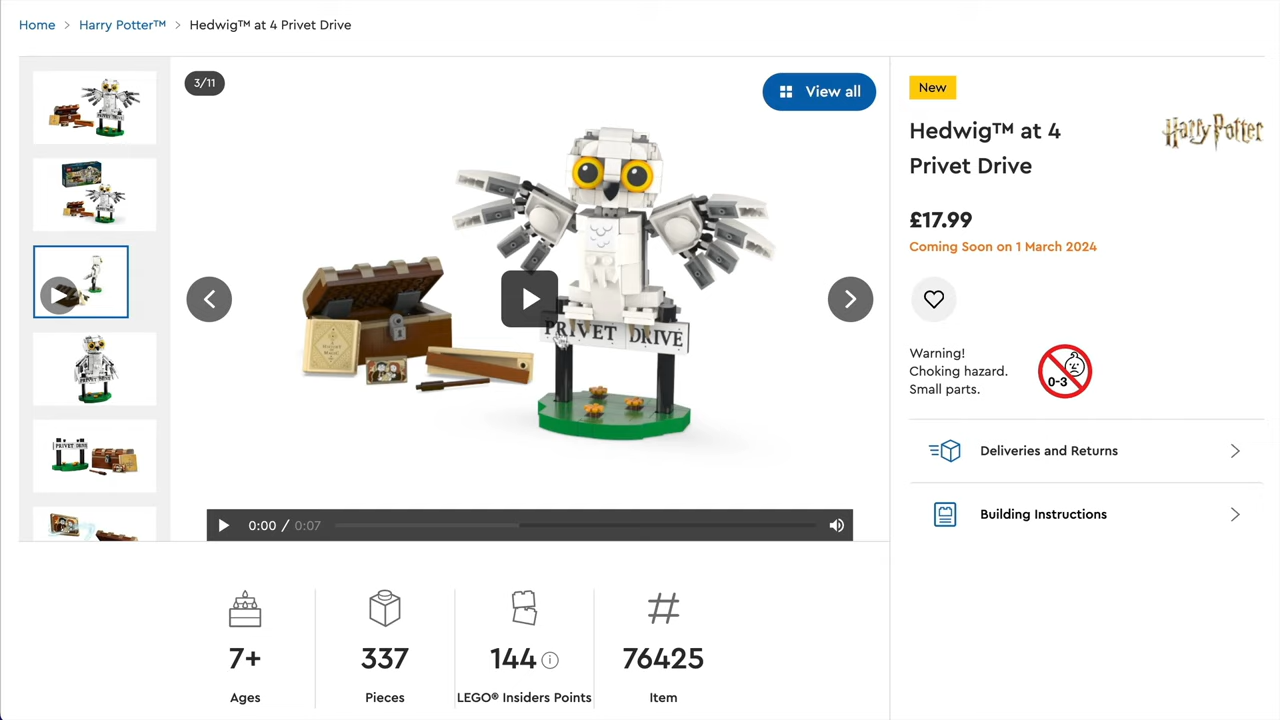 Home > Harry Potter™ > Hedwig™ at 4 Privet Drive
3/11
View all
PRIVET DRIVE
0:00 / 0:07
New
Hedwig™ at 4
Privet Drive
Harry Potter
£17.99
Coming Soon on 1 March 2024
Warning!
Choking hazard.
Small parts.
0-3
Deliveries and Returns
Building Instructions
7+
Ages
337
Pieces
144
LEGO® Insiders Points
76425
Item